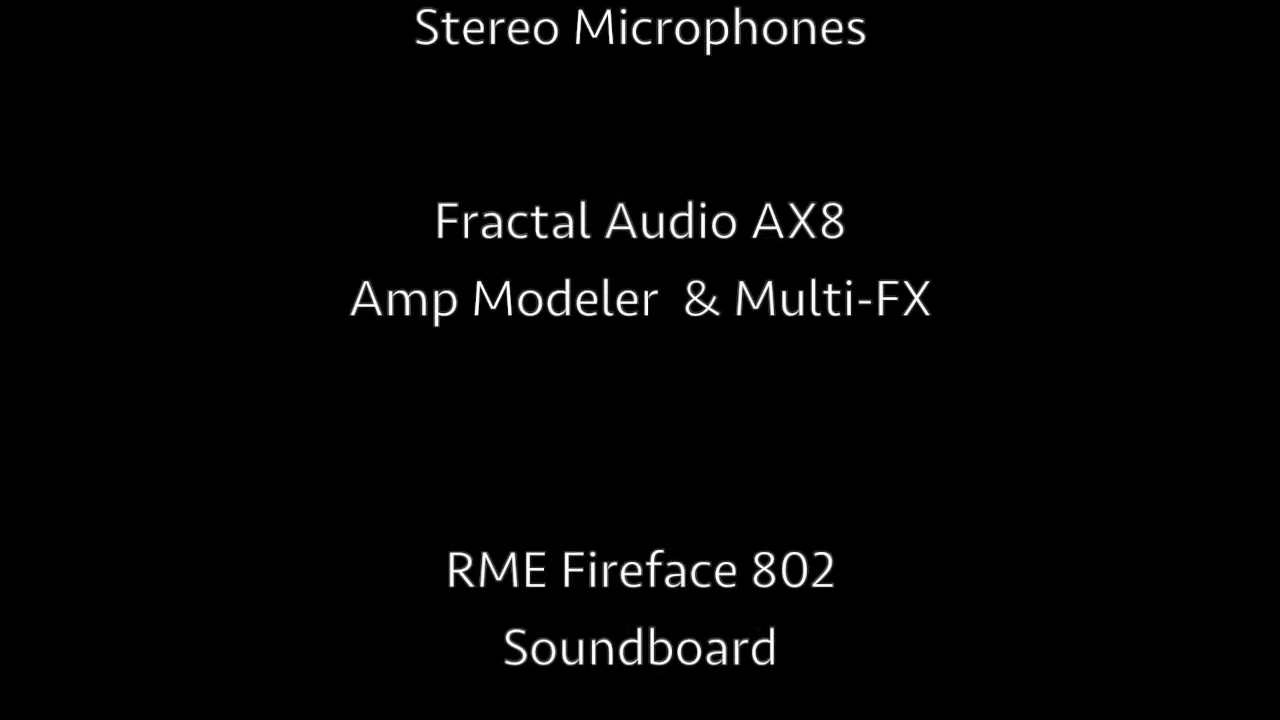 Stereo Microphones
Fractal Audio AX8
Amp Modeler & Multi-FX
RME Fireface 802
Soundboard